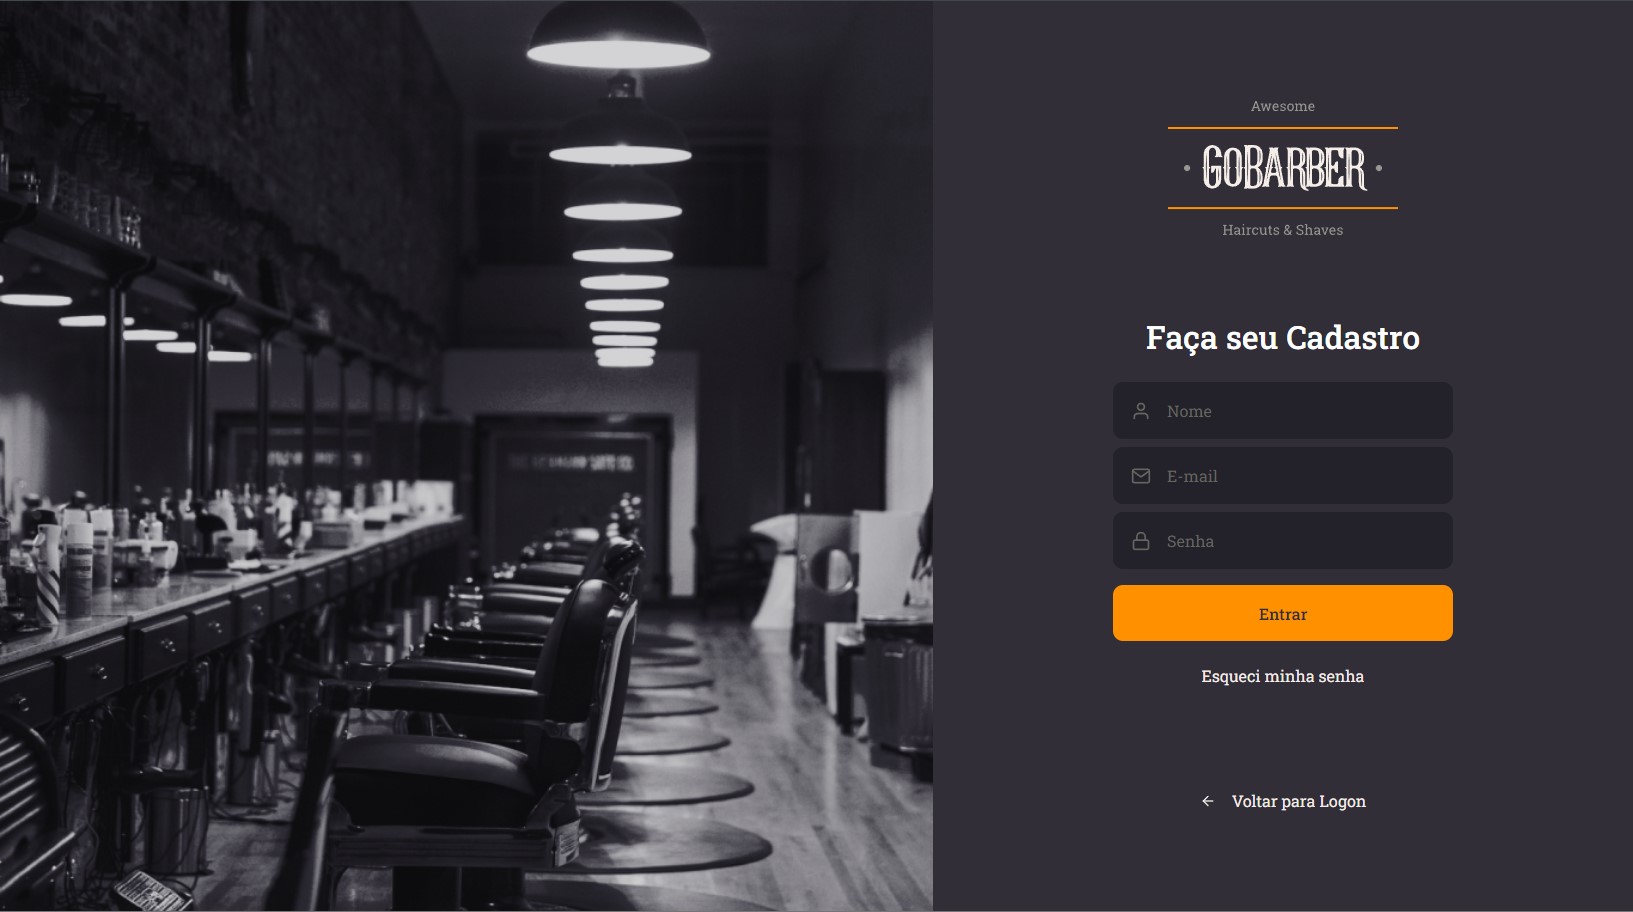 Awesome
• GOBARBER •
Haircuts & Shaves
Faça seu Cadastro
Nome
E-mail
Senha
Entrar
Esqueci minha senha
Voltar para Logon